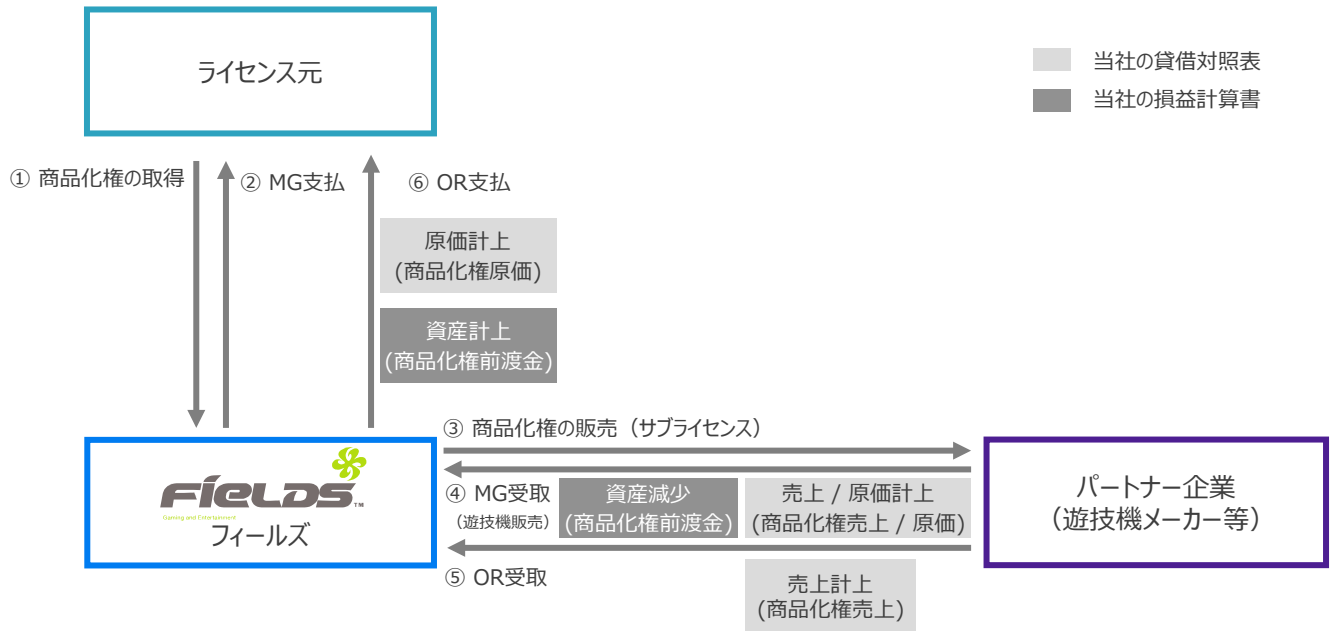 ライセンス元
当社の貸借対照表
当社の損益計算書
① 商品化権の取得
② MG支払
⑥ OR支払
原価計上
(商品化権原価)
資産計上
(商品化権前渡金)
③ 商品化権の販売（サブライセンス）
FIELDS™
Gaming and Entertainment
フィールズ
④ MG受取
（遊技機販売）
資産減少
(商品化権前渡金)
売上 / 原価計上
(商品化権売上 / 原価)
パートナー企業
（遊技機メーカー等）
⑤ OR受取
売上計上
(商品化権売上)